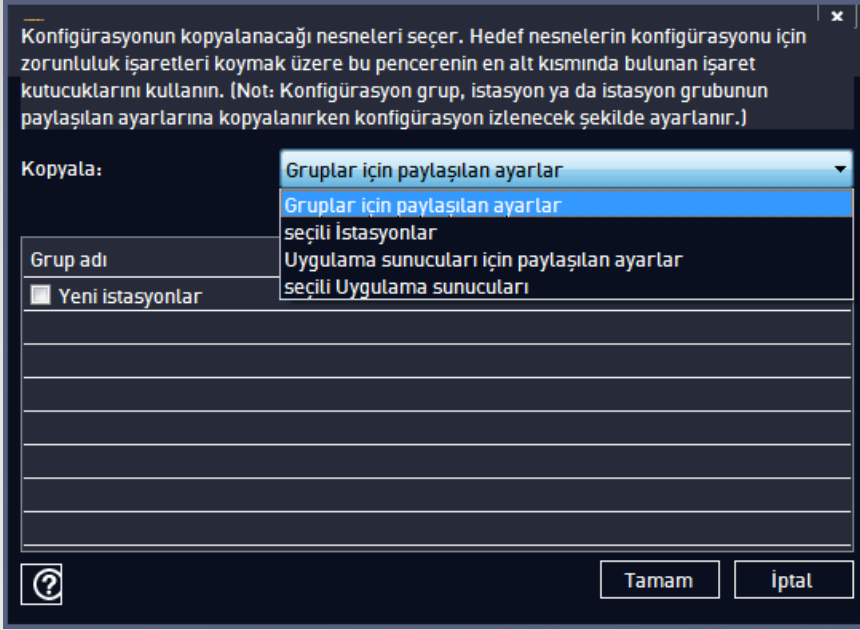 Konfigürasyonun kopyalanacağı nesneleri seçer. Hedef nesnelerin konfigürasyonu için
zorunluluk işaretleri koymak üzere bu pencerenin en alt kısmında bulunan işaret
kutucuklarını kullanın. (Not: Konfigürasyon grup, istasyon ya da istasyon grubunun
paylaşılan ayarlarına kopyalanırken konfigürasyon izlenecek şekilde ayarlanır.)
Kopyala:
Gruplar için paylaşılan ayarlar
Gruplar için paylaşılan ayarlar
seçili İstasyonlar
Uygulama sunucuları için paylaşılan ayarlar
seçili Uygulama sunucuları
Grup adı
Yeni istasyonlar
Tamam
İptal